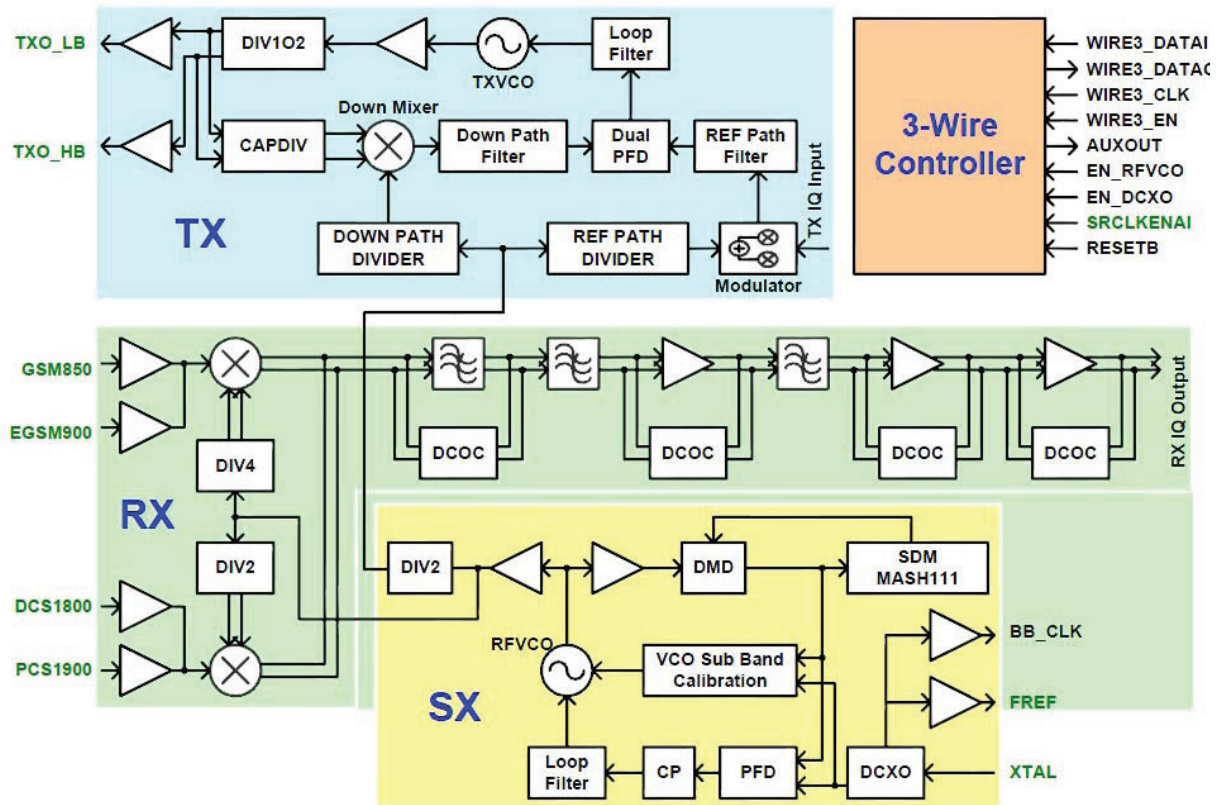 TXO_LB
DIV1O2
TXVCO
Loop
Filter
Down Mixer
TXO_HB
CAPDIV
Down Path
Filter
Dual
PFD
REF Path
Filter
TX IQ Input
TX
DOWN PATH
DIVIDER
REF PATH
DIVIDER
Modulator
3-Wire
Controller
WIRE3_DATAI
WIRE3_DATAO
WIRE3_CLK
WIRE3_EN
AUXOUT
EN_RFVCO
EN_DCXO
SRCLKENAI
RESETB
GSM850
EGSM900
DIV4
RX
DIV2
DCS1800
PCS1900
DCOC
DCOC
DCOC
DCOC
RX IQ Output
DIV2
DMD
SDM
MASH111
RFVCO
VCO Sub Band
Calibration
SX
Loop
Filter
CP
PFD
DCXO
BB_CLK
FREF
XTAL